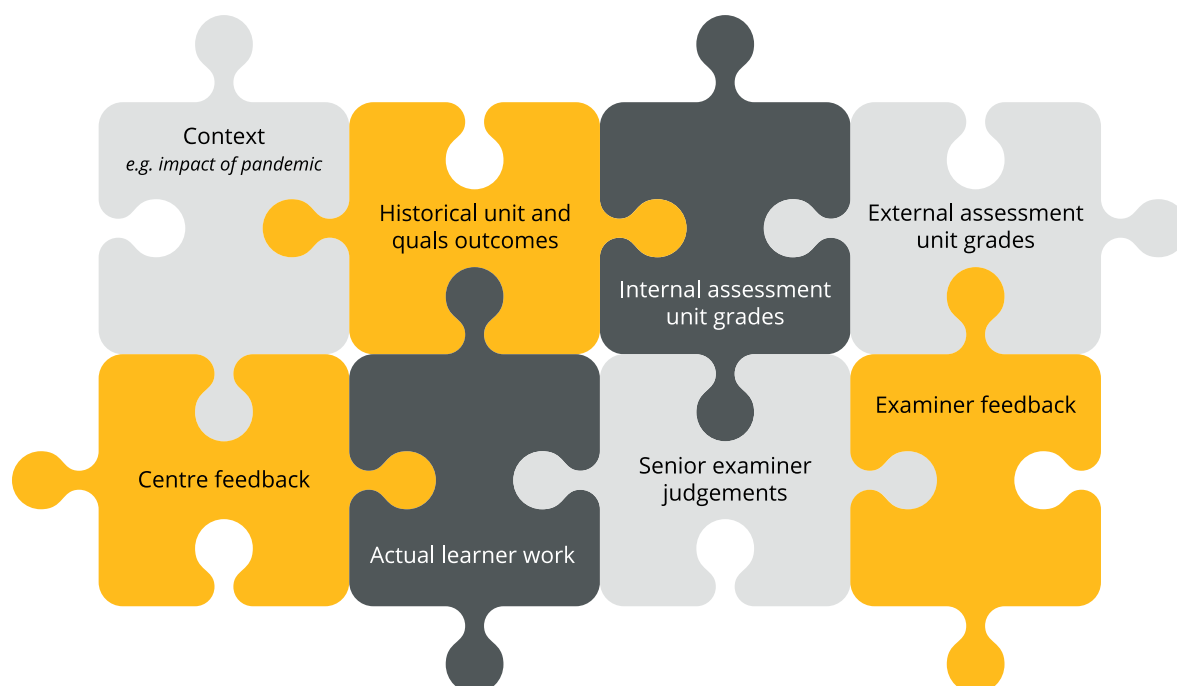 Context
e.g. impact of pandemic
Historical unit and
quals outcomes
Internal assessment
unit grades
External assessment
unit grades
Centre feedback
Actual learner work
Senior examiner
judgements
Examiner feedback